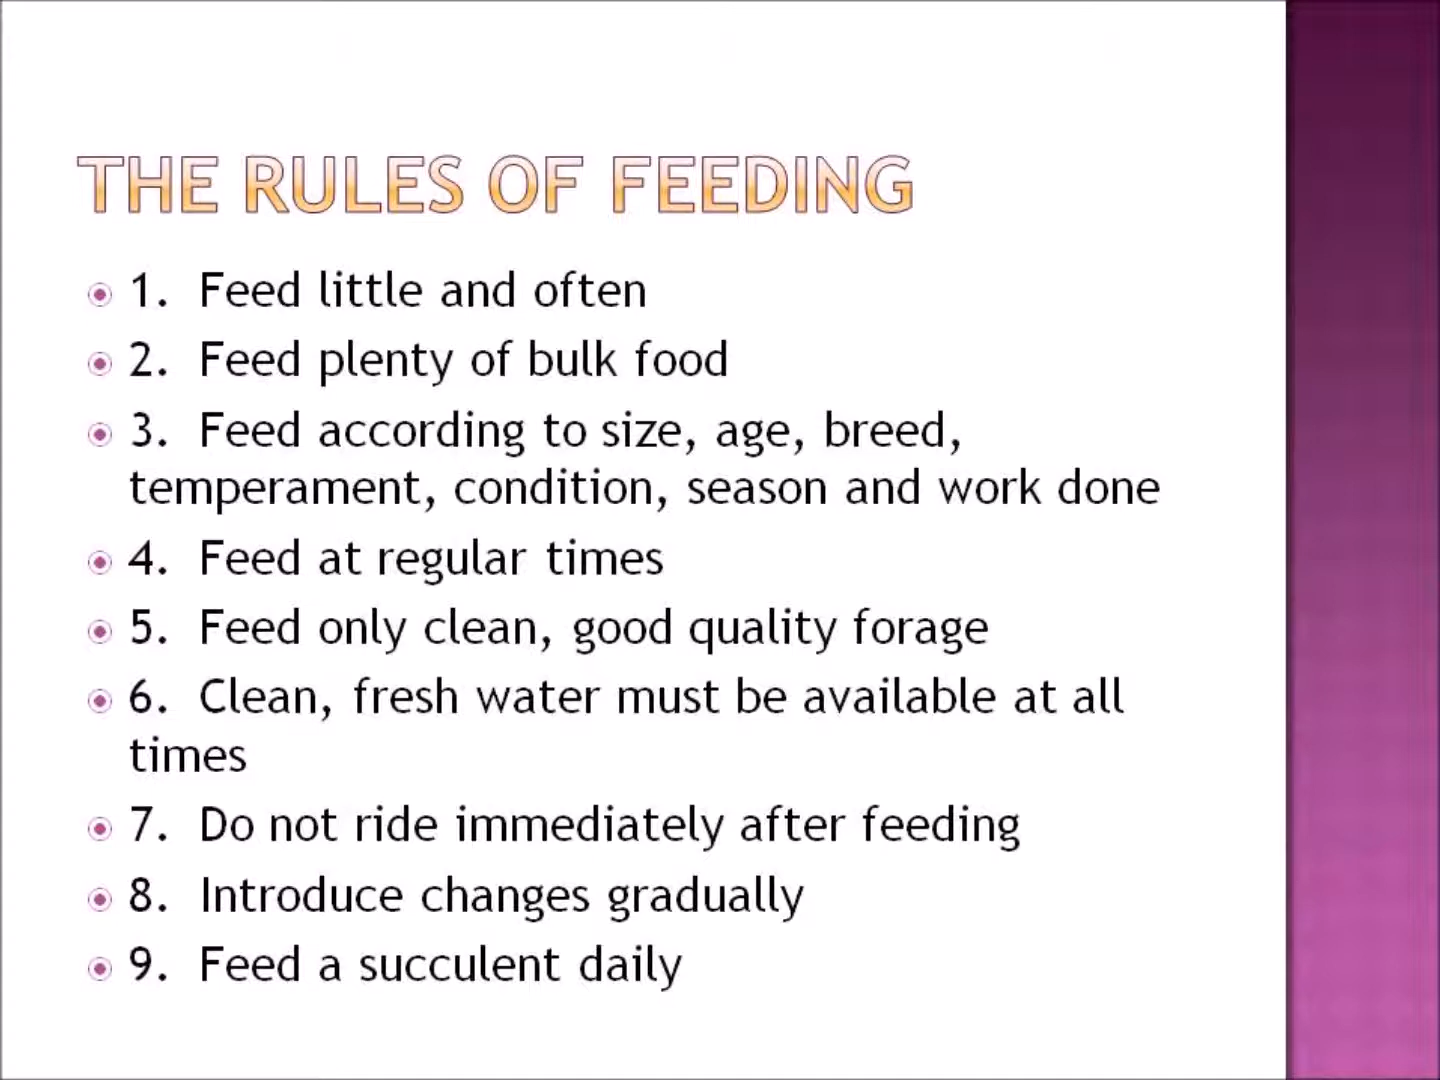 THE RULES OF FEEDING
1. Feed little and often
2. Feed plenty of bulk food
3. Feed according to size, age, breed,
temperament, condition, season and work done
4. Feed at regular times
5. Feed only clean, good quality forage
6. Clean, fresh water must be available at all
times
7. Do not ride immediately after feeding
8. Introduce changes gradually
9. Feed a succulent daily